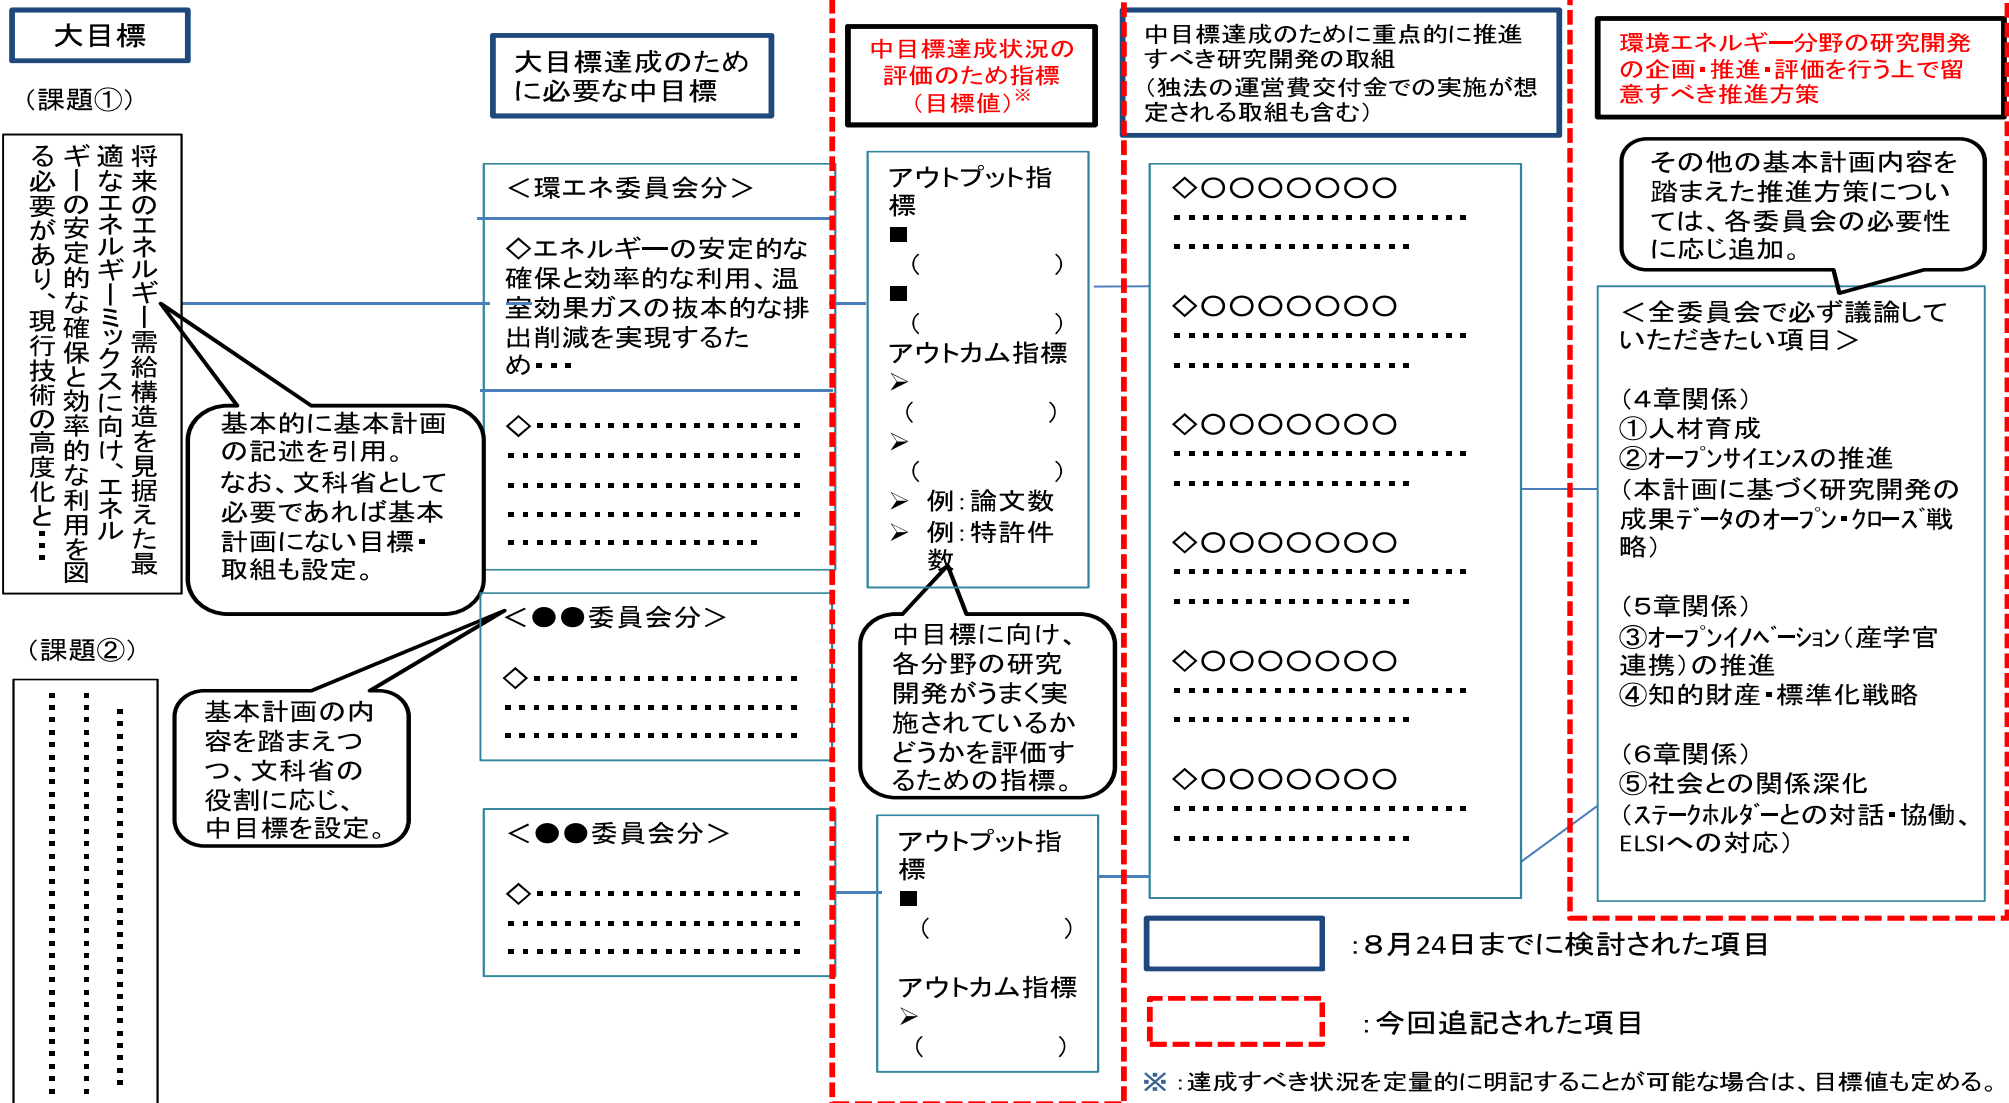 大目標
（課題①）
将来のエネルギー需給構造を見据えた最
適なエネルギーミックスに向け、エネル
ギーの安定的な確保と効率的な利用を図
る必要があり、現行技術の高度化と・・・
基本的に基本計画
の記述を引用。
なお、文科省として
必要であれば基本
計画にない目標・
取組も設定。
（課題②）
・・・・・・・・・・・・・・・・・・・・・・・・・・・・
・・・・・・・・・・・・・・・・・・・・・・・・・・・・・
・・・・・・・・・・・・・・・・・・・・・・・・・・・・・
基本計画の内
容を踏まえつ
つ、文科省の
役割に応じ、
中目標を設定。
大目標達成のため
に必要な中目標
＜環エネ委員会分＞
◇エネルギーの安定的な
確保と効率的な利用、温
室効果ガスの抜本的な排
出削減を実現するた
め・・・
◇・・・・・・・・・・・・・・・・・・・
・・・・・・・・・・・・・・・・・・・・・
・・・・・・・・・・・・・・・・・・・・・
・・・・・・・・・・・・・・・・・・・・・
・・・・・・・・・・・・・・・・・・
＜●●委員会分＞
◇・・・・・・・・・・・・・・・・・・・
・・・・・・・・・・・・・・・・・・・・・
・・・・・・・・・・・・・・・・・・・・・
＜●●委員会分＞
◇・・・・・・・・・・・・・・・・・・・
・・・・・・・・・・・・・・・・・・・・・
・・・・・・・・・・・・・・・・・・・・・
中目標達成状況の
評価のため指標
（目標値）※
アウトプット指
標
■
（　　　　　）
■
（　　　　　）
アウトカム指標
➢
（　　　　　）
➢
（　　　　　）
➢ 例：論文数
➢ 例：特許件
数
中目標に向け、
各分野の研究
開発がうまく実
施されているか
どうかを評価す
るための指標。
アウトプット指
標
■
（　　　　　）
アウトカム指標
➢
（　　　　　）
中目標達成のために重点的に推進
すべき研究開発の取組
（独法の運営費交付金での実施が想
定される取組も含む）
◇○○○○○○○
・・・・・・・・・・・・・・・・・・・・・
・・・・・・・・・・・・・・・・・
◇○○○○○○○
・・・・・・・・・・・・・・・・・・・・・
・・・・・・・・・・・・・・・・・
◇○○○○○○○
・・・・・・・・・・・・・・・・・・・・・
・・・・・・・・・・・・・・・・・
◇○○○○○○○
・・・・・・・・・・・・・・・・・・・・・
・・・・・・・・・・・・・・・・・
◇○○○○○○○
・・・・・・・・・・・・・・・・・・・・・
・・・・・・・・・・・・・・・・・
◇○○○○○○○
・・・・・・・・・・・・・・・・・・・・・
・・・・・・・・・・・・・・・・・
環境エネルギー分野の研究開発
の企画・推進・評価を行う上で留
意すべき推進方策
その他の基本計画内容を
踏まえた推進方策につい
ては、各委員会の必要性
に応じ追加。
＜全委員会で必ず議論して
いただきたい項目＞
（４章関係）
①人材育成
②オープンサイエンスの推進
（本計画に基づく研究開発の
成果データのオープン・クローズ戦
略）
（５章関係）
③オープンイノベーション（産学官
連携）の推進
④知的財産・標準化戦略
（６章関係）
⑤社会との関係深化
（ステークホルダーとの対話・協働、
ELSIへの対応）
：８月24日までに検討された項目
：今回追記された項目
※：達成すべき状況を定量的に明記することが可能な場合は、目標値も定める。